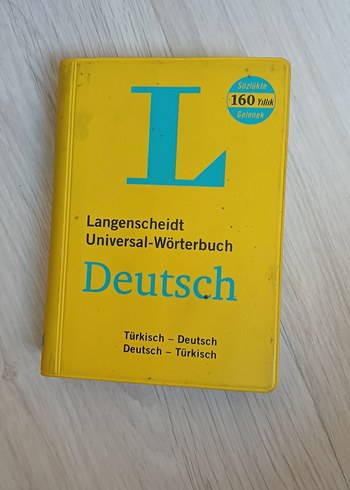 L
Sözlükte
160 Yıllık
Gelenek
Langenscheidt
Universal-Wörterbuch
Deutsch
Türkisch – Deutsch
Deutsch – Türkisch